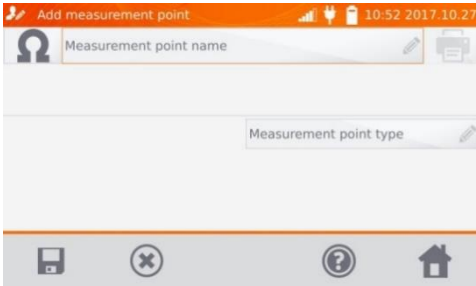 Add measurement point 10:52 2017.10.27
Measurement point name
Measurement point type